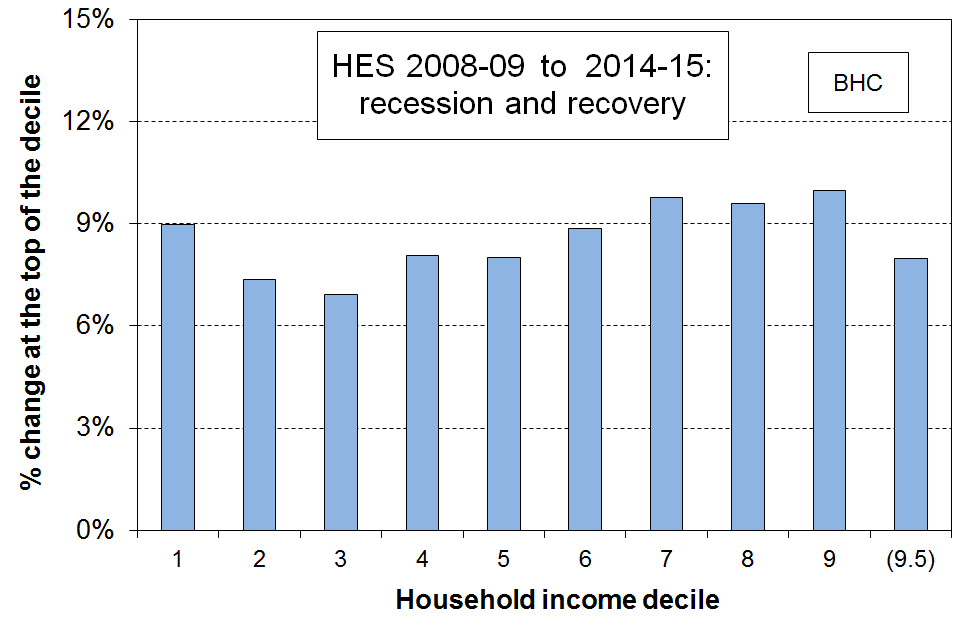 HES 2008-09 to 2014-15:
recession and recovery
BHC
% change at the top of the decile
15%
12%
9%
6%
3%
0%
1 2 3 4 5 6 7 8 9 (9.5)
Household income decile